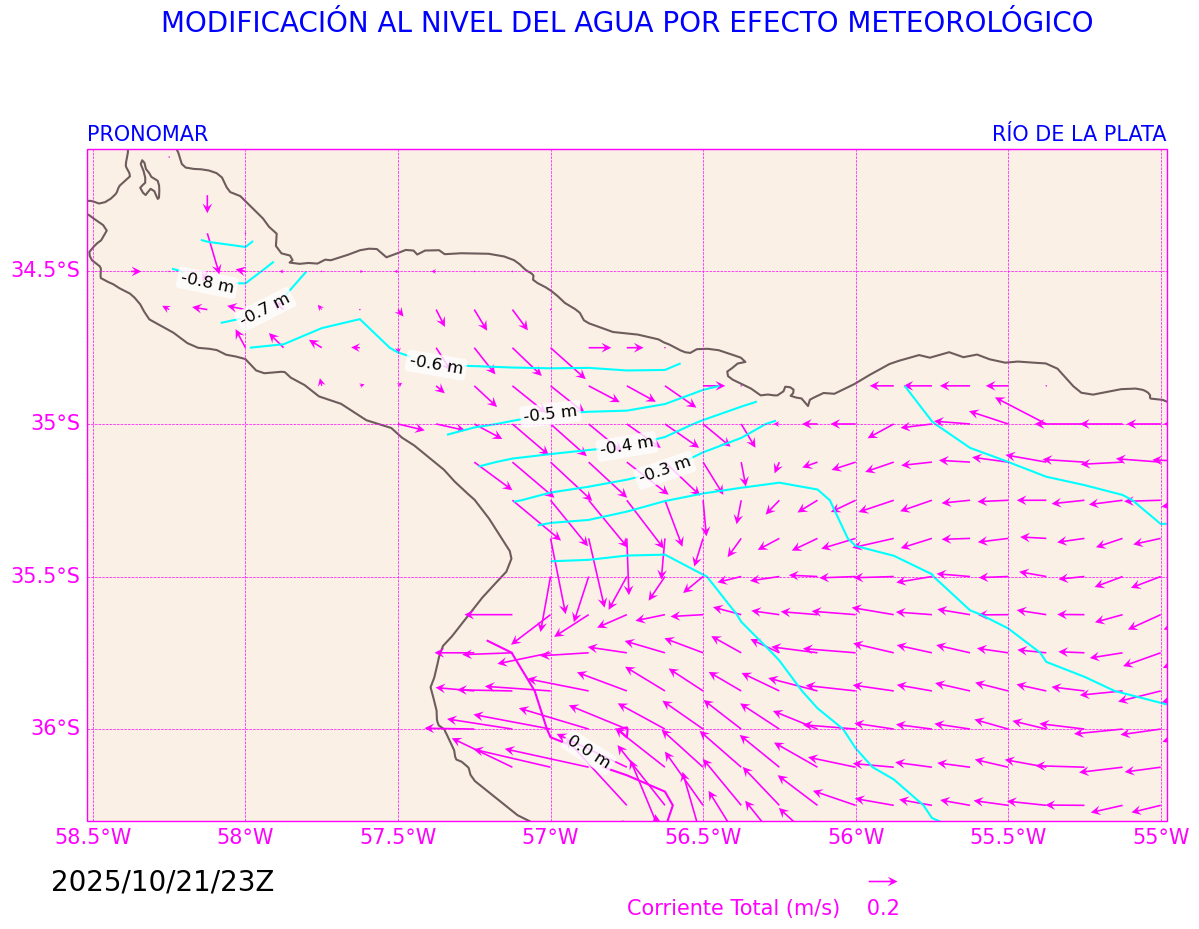 MODIFICACIÓN AL NIVEL DEL AGUA POR EFECTO METEOROLÓGICO
PRONOMAR
RÍO DE LA PLATA
34.5°S
-0.8 m
-0.7 m
-0.6 m
-0.5 m
35°S
-0.4 m
-0.3 m
35.5°S
36°S
0.0 m
58.5°W
58°W
57.5°W
57°W
56.5°W
56°W
55.5°W
55°W
2025/10/21/23Z
Corriente Total (m/s)
0.2